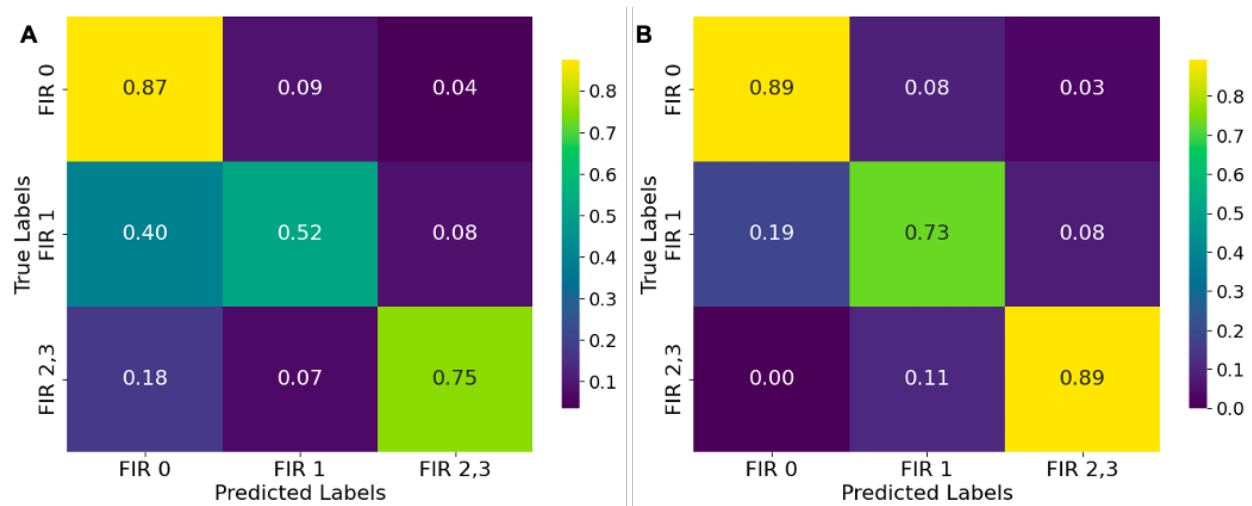 A
True Labels
FIR 0
FIR 1
FIR 2,3
0.87 0.09 0.04
0.40 0.52 0.08
0.18 0.07 0.75
FIR 0 FIR 1 FIR 2,3
Predicted Labels
0.8
0.7
0.6
0.5
0.4
0.3
0.2
0.1
B
True Labels
FIR 0
FIR 1
FIR 2,3
0.89 0.08 0.03
0.19 0.73 0.08
0.00 0.11 0.89
FIR 0 FIR 1 FIR 2,3
Predicted Labels
0.8
0.7
0.6
0.5
0.4
0.3
0.2
0.1
0.0